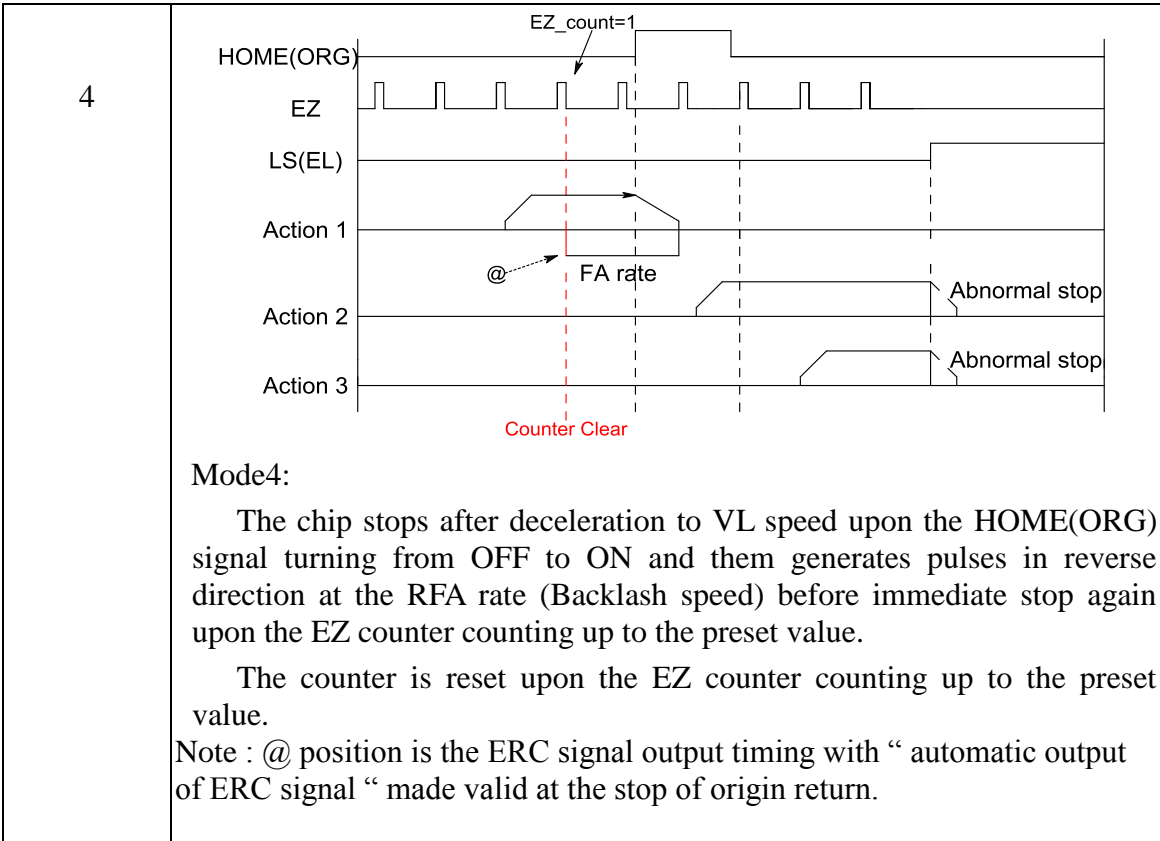 4
EZ_count=1
HOME(ORG)
EZ
LS(EL)
Action 1
@
FA rate
Action 2
Abnormal stop
Action 3
Abnormal stop
Counter Clear
Mode4:
The chip stops after deceleration to VL speed upon the HOME(ORG)
signal turning from OFF to ON and them generates pulses in reverse
direction at the RFA rate (Backlash speed) before immediate stop again
upon the EZ counter counting up to the preset value.
The counter is reset upon the EZ counter counting up to the preset
value.
Note : @ position is the ERC signal output timing with “ automatic output
of ERC signal “ made valid at the stop of origin return.